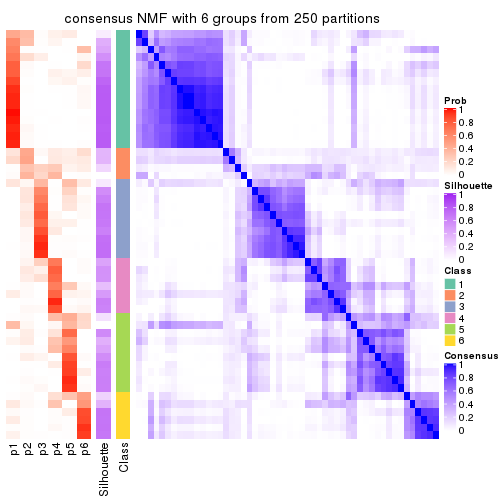 consensus NMF with 6 groups from 250 partitions
Prob
1
0.8
0.6
0.4
0.2
0
Silhouette
1
0.8
0.6
0.4
0.2
0
Class
1
2
3
4
5
6
Consensus
1
0.8
0.6
0.4
0.2
0
p1
p2
p3
p4
p5
p6
Silhouette
Class